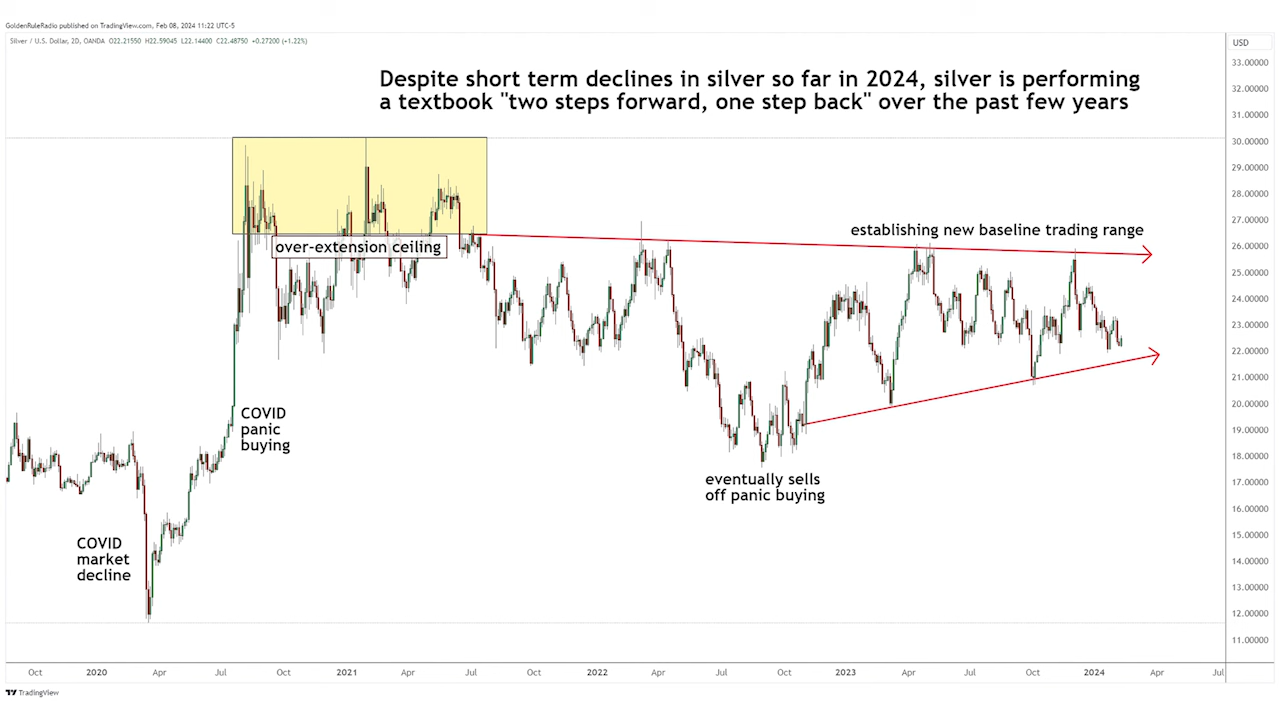 GoldenRuleRadio published on TradingView.com, Feb 08, 2024 11:22 UTC-5
Silver / U.S. Dollar, 2D, OANDA O22.21550 H22.59045 L22.14400 C22.48750 +0.27200 (+1.22%)
USD
Despite short term declines in silver so far in 2024, silver is performing
a textbook "two steps forward, one step back" over the past few years
33.00000
32.00000
31.00000
30.00000
29.00000
28.00000
27.00000
26.00000
25.00000
24.00000
23.00000
22.00000
21.00000
20.00000
19.00000
18.00000
17.00000
16.00000
15.00000
14.00000
13.00000
12.00000
11.00000
over-extension ceiling
establishing new baseline trading range
COVID
panic
buying
eventually sells
off panic buying
COVID
market
decline
Oct 2020 Apr Jul Oct 2021 Apr Jul Oct 2022 Apr Jul Oct 2023 Apr Jul Oct 2024 Apr Jul
TradingView